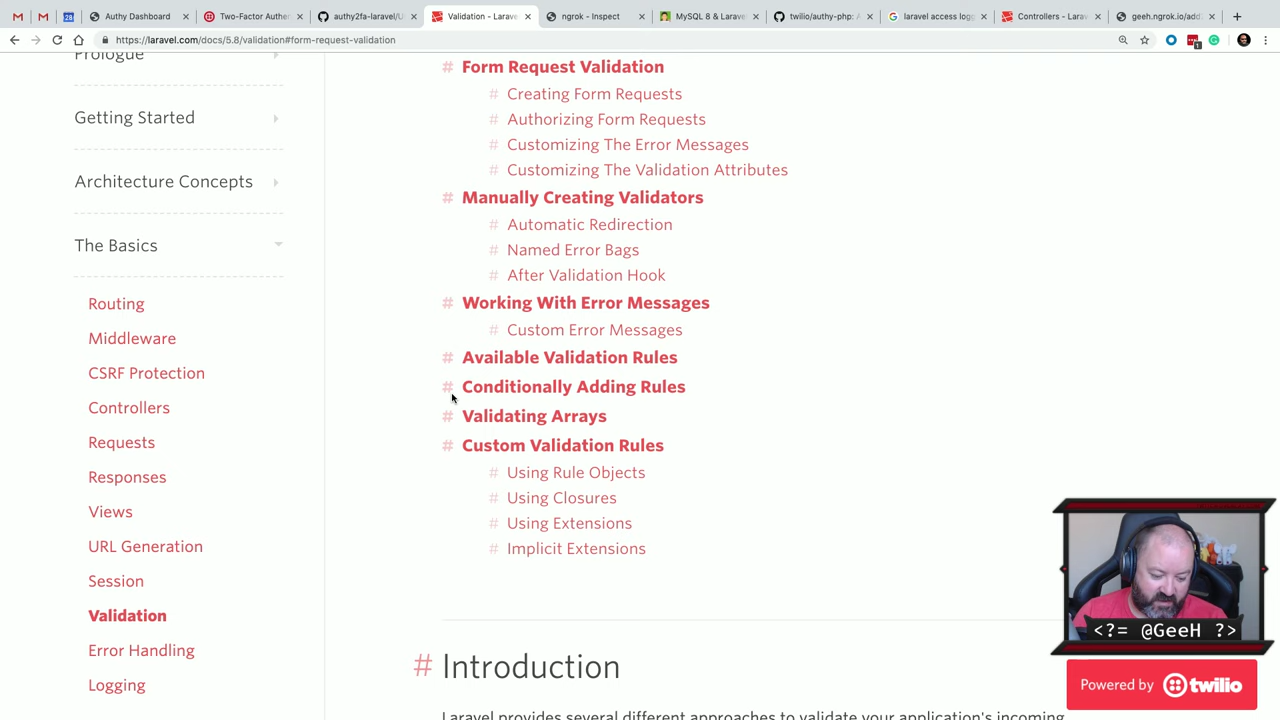 Authy Dashboard
Two-Factor Auther
authy2fa-laravel/U
Validation - Larave
ngrok - Inspect
MySQL 8 & Larave
twilio/authy-php: A
laravel access logg
Controllers - Larav
geeh.ngrok.io/add
28
https://laravel.com/docs/5.8/validation#form-request-validation
1
Prologue
Getting Started
Architecture Concepts
The Basics
Routing
Middleware
CSRF Protection
Controllers
Requests
Responses
Views
URL Generation
Session
Validation
Error Handling
Logging
# Form Request Validation
# Creating Form Requests
# Authorizing Form Requests
# Customizing The Error Messages
# Customizing The Validation Attributes
# Manually Creating Validators
# Automatic Redirection
# Named Error Bags
# After Validation Hook
# Working With Error Messages
# Custom Error Messages
# Available Validation Rules
# Conditionally Adding Rules
# Validating Arrays
# Custom Validation Rules
# Using Rule Objects
# Using Closures
# Using Extensions
# Implicit Extensions
# Introduction
Laravel provides several different approaches to validate your application's incoming
<?= @GeeH ?>
Powered by twilio